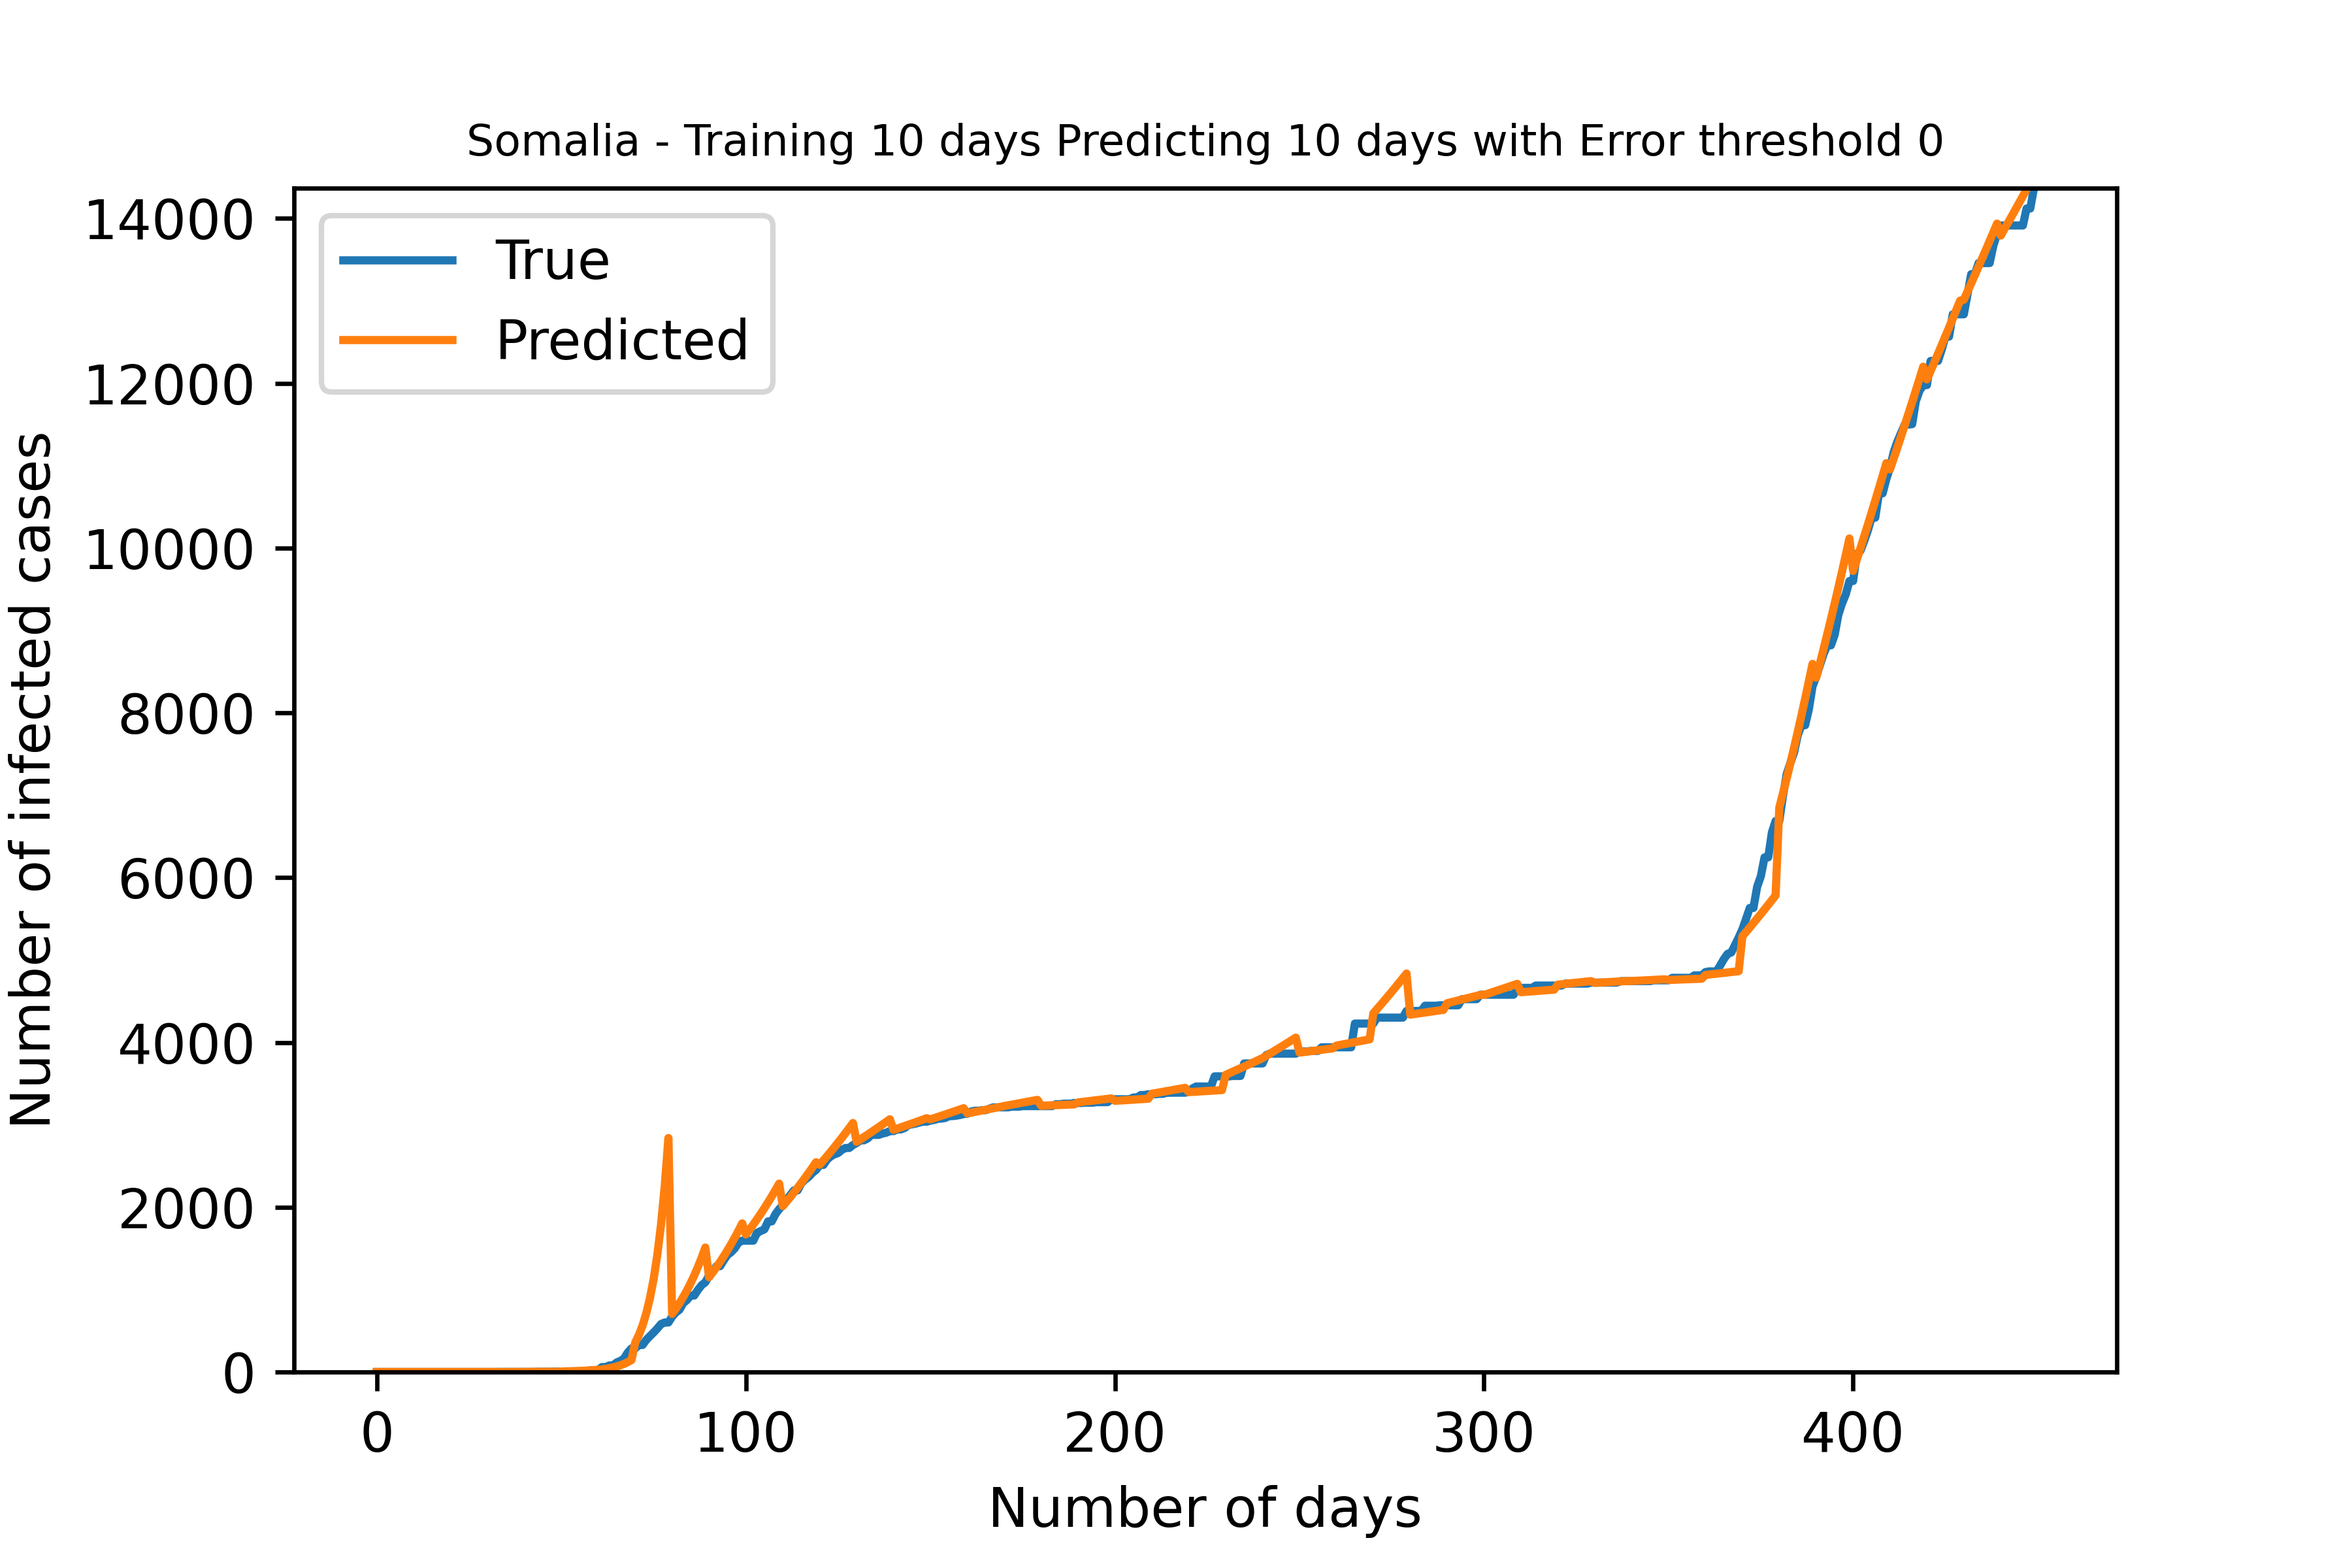 Somalia - Training 10 days Predicting 10 days with Error threshold 0
True
Predicted
14000
12000
10000
8000
6000
4000
2000
0
Number of infected cases
0 100 200 300 400
Number of days